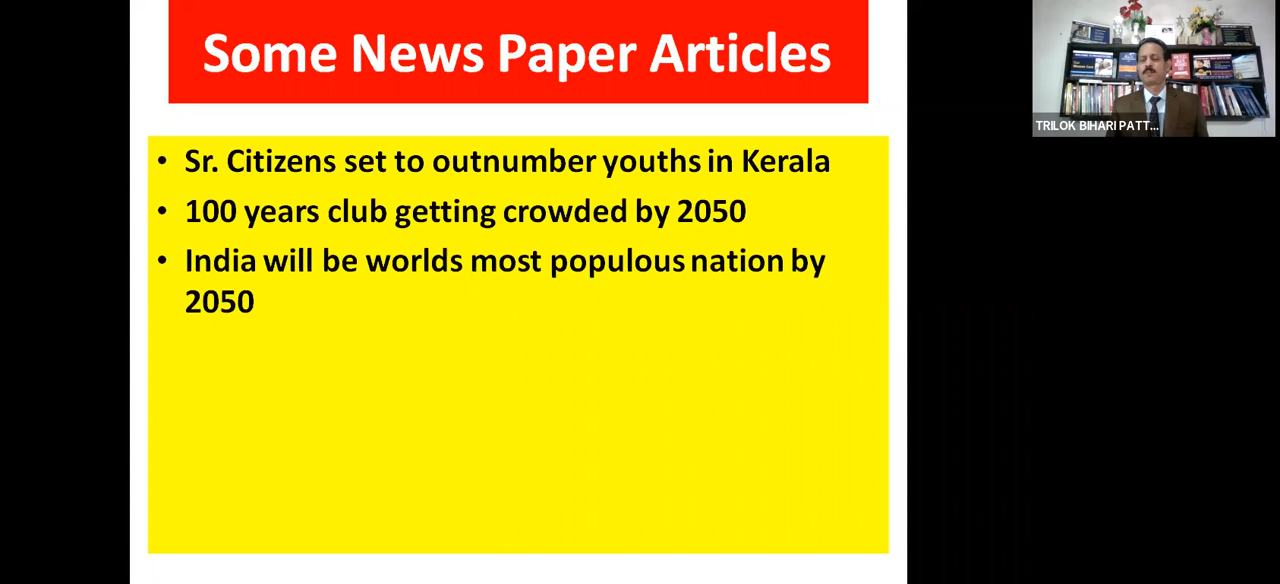 Some News Paper Articles
• Sr. Citizens set to outnumber youths in Kerala
• 100 years club getting crowded by 2050
• India will be worlds most populous nation by
2050
TRILOK BIHARI PATT...